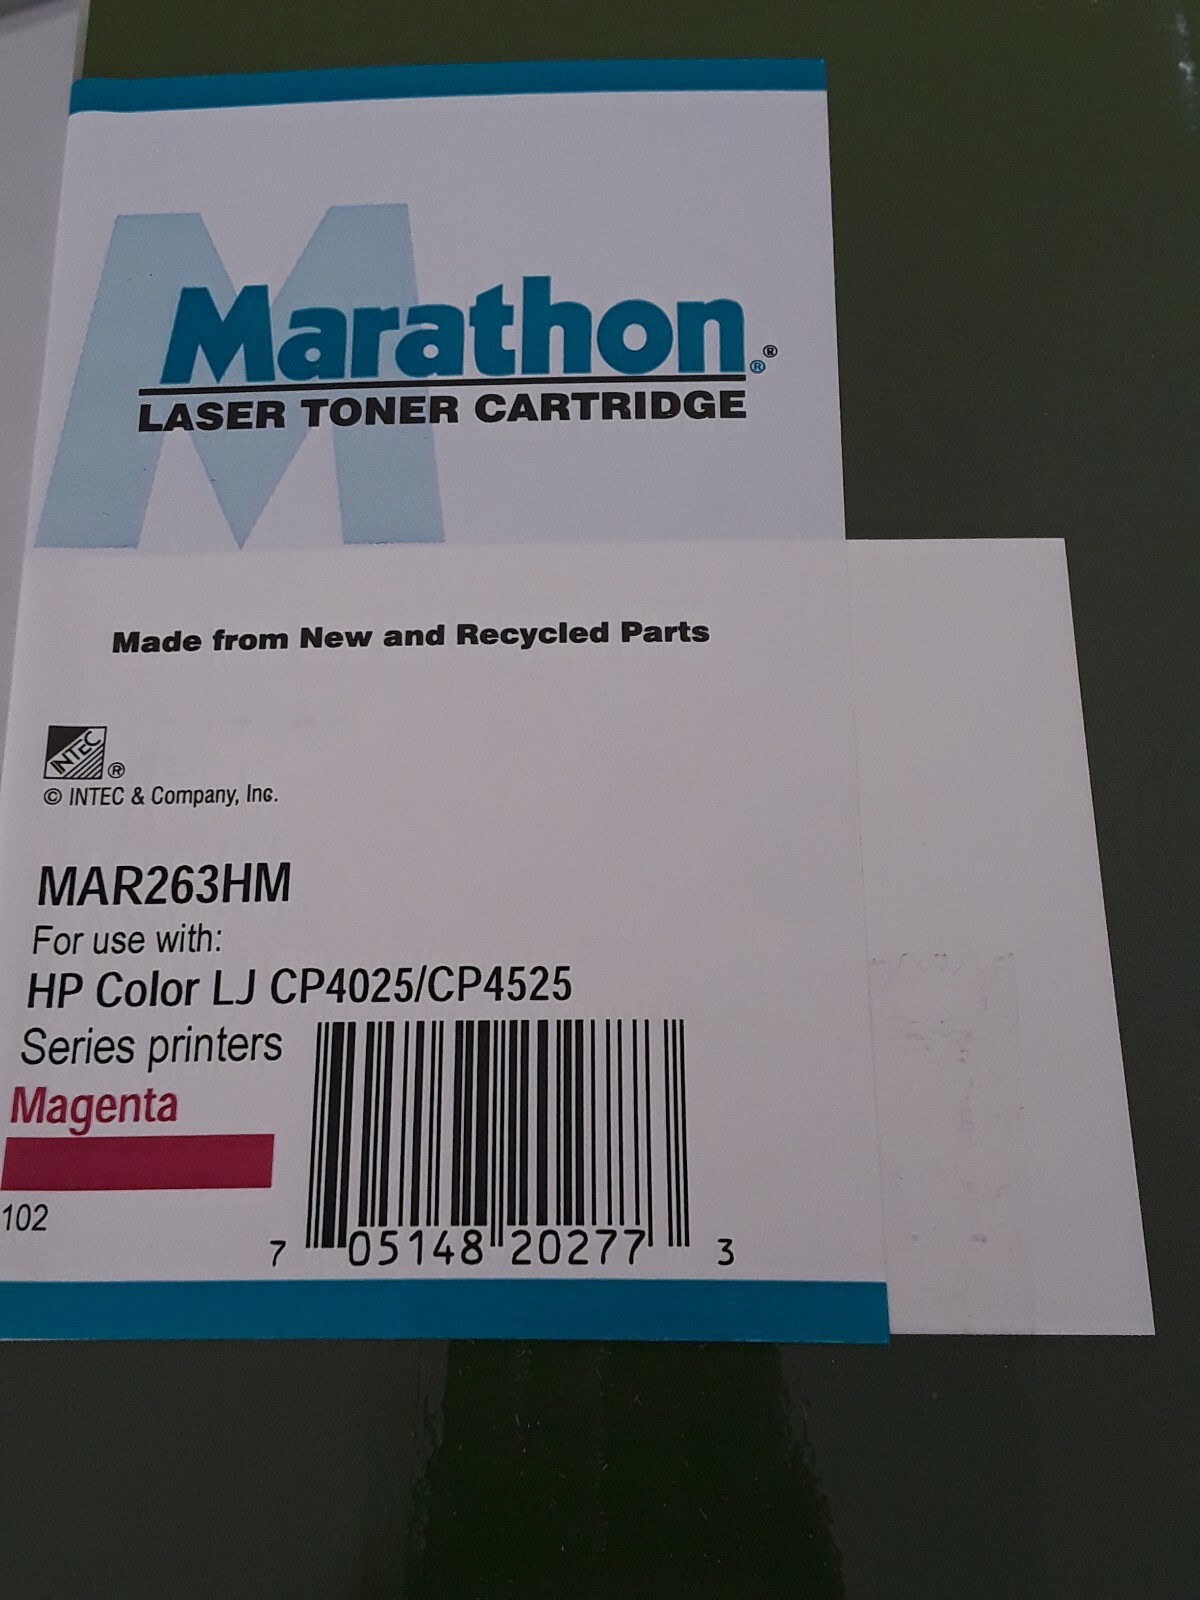 Marathon®®
LASER TONER CARTRIDGE
Made from New and Recycled Parts
INTEC®
© INTEC & Company, Inc.
MAR263HM
For use with:
HP Color LJ CP4025/CP4525
Series printers
Magenta
102
7 05148 20277 3